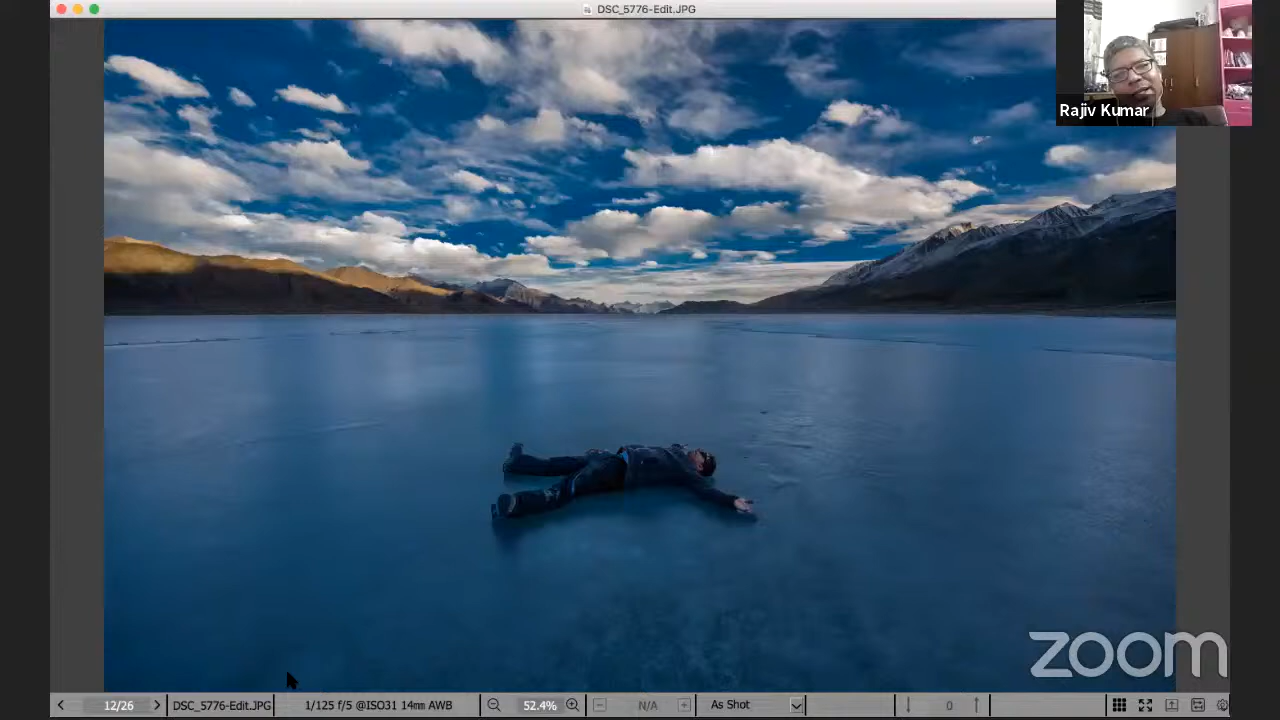 DSC_5776-Edit.JPG
Rajiv Kumar
zoom
12/26
DSC_5776-Edit.JPG
1/125 f/5 @ISO31 14mm AWB
52.4%
N/A
As Shot
0